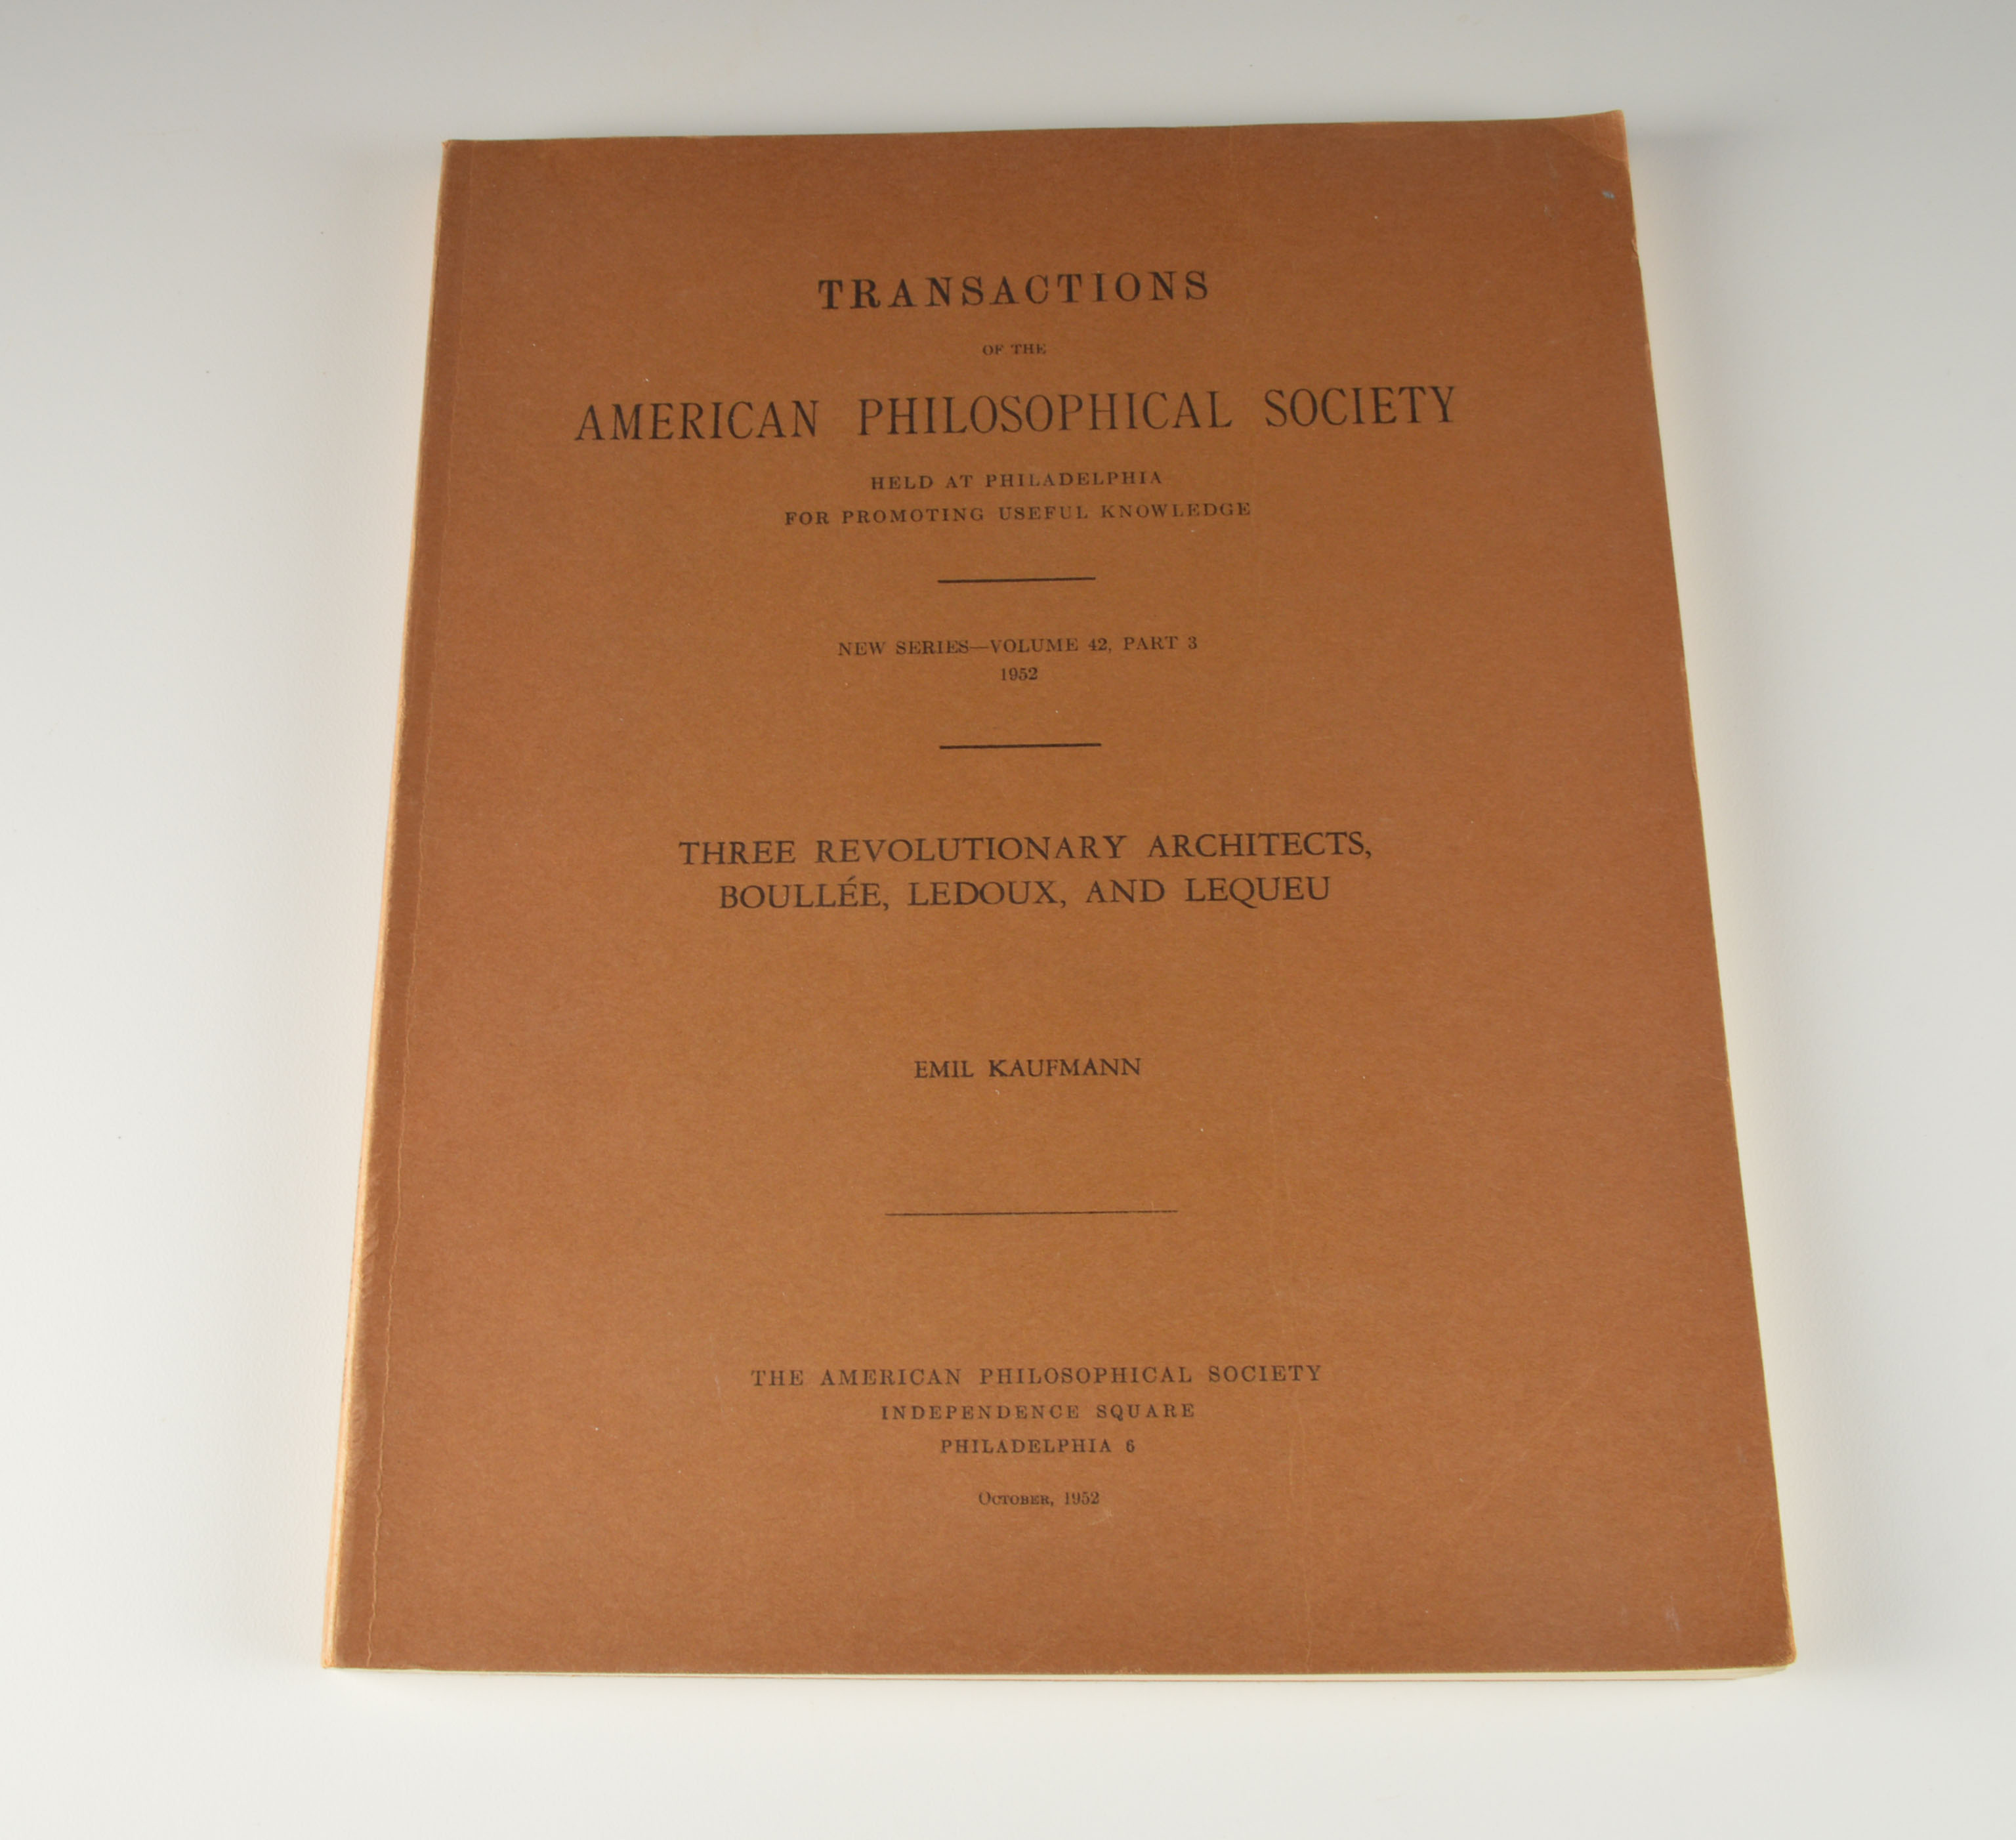 TRANSACTIONS
OF THE
AMERICAN PHILOSOPHICAL SOCIETY
HELD AT PHILADELPHIA
FOR PROMOTING USEFUL KNOWLEDGE
NEW SERIES—VOLUME 42, PART 3
1952
THREE REVOLUTIONARY ARCHITECTS,
BOULLÉE, LEDOUX, AND LEQUEU
EMIL KAUFMANN
THE AMERICAN PHILOSOPHICAL SOCIETY
INDEPENDENCE SQUARE
PHILADELPHIA 6
OCTOBER, 1952